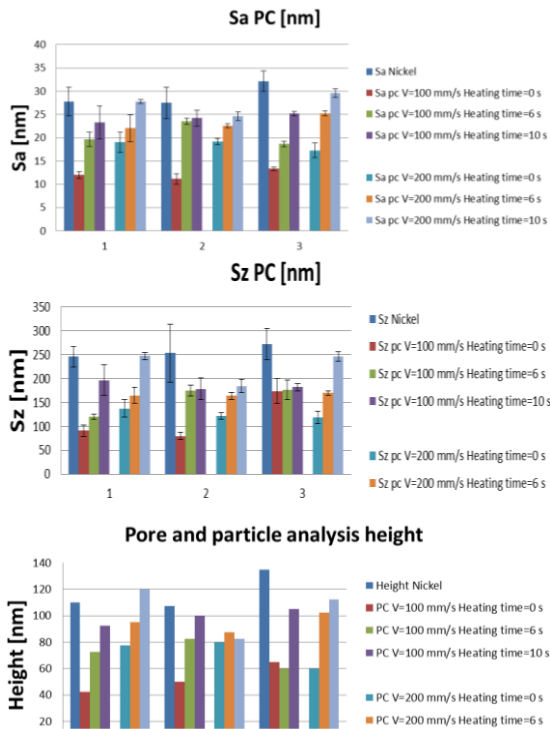 Sa PC [nm]
40
35
30
25
20
15
10
5
0
Sa [nm]
1 2 3
Sa Nickel
Sa pc V=100 mm/s Heating time=0 s
Sa pc V=100 mm/s Heating time=6 s
Sa pc V=100 mm/s Heating time=10 s
Sa pc V=200 mm/s Heating time=0 s
Sa pc V=200 mm/s Heating time=6 s
Sa pc V=200 mm/s Heating time=10 s
Sz PC [nm]
350
300
250
200
150
100
50
0
Sz [nm]
1 2 3
Sz Nickel
Sz pc V=100 mm/s Heating time=0 s
Sz pc V=100 mm/s Heating time=6 s
Sz pc V=100 mm/s Heating time=10 s
Sz pc V=200 mm/s Heating time=0 s
Sz pc V=200 mm/s Heating time=6 s
Pore and particle analysis height
140
120
100
80
60
40
20
Height [nm]
Height Nickel
PC V=100 mm/s Heating time=0 s
PC V=100 mm/s Heating time=6 s
PC V=100 mm/s Heating time=10 s
PC V=200 mm/s Heating time=0 s
PC V=200 mm/s Heating time=6 s